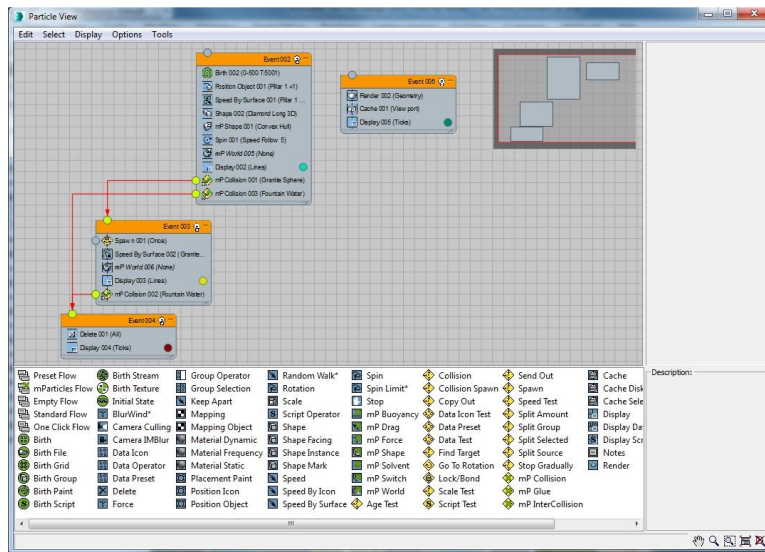 Particle View
Edit Select Display Options Tools
Event 002
Birth 002 (0-500 T:5001)
Position Object 001 (Pillar 1 +1)
Speed By Surface 001 (Pillar 1 ...
Shape 002 (Diamond Long 3D)
mP Shape 001 (Convex Hull)
Spin 001 (Speed Follow S)
mP World 005 (None)
Display 002 (Lines)
mP Collision 001 (Granite Sphere)
mP Collision 003 (Fountain Water)
Event 005
Render 002 (Geometry)
Cache 001 (View port)
Display 005 (Ticks)
Event 003
Spawn 001 (Once)
Speed By Surface 002 (Granite...
mP World 006 (None)
Display 003 (Lines)
mP Collision 002 (Fountain Water)
Event 004
Delete 001 (All)
Display 004 (Ticks)
Preset Flow Birth Stream Group Operator Random Walk* Spin Collision Send Out Cache
mParticles Flow Birth Texture Group Selection Rotation Spin Limit* Collision Spawn Spawn Cache Disk
Empty Flow Initial State Keep Apart Scale Stop Copy Out Speed Test Cache Sele
Standard Flow BlurWind* Mapping Script Operator mP Buoyancy Data Icon Test Split Amount Display
One Click Flow Camera Culling Mapping Object Shape mP Drag Data Preset Split Group Display Da
Birth Camera IMBlur Material Dynamic Shape Facing mP Force Data Test Split Selected Display Scr
Birth File Data Icon Material Frequency Shape Instance mP Shape Find Target Split Source Notes
Birth Grid Data Operator Material Static Shape Mark mP Solvent Go To Rotation Stop Gradually Render
Birth Group Data Preset Placement Paint Speed mP Switch Lock/Bond mP Collision
Birth Paint Delete Position Icon Speed By Icon mP World Scale Test mP Glue
Birth Script Force Position Object Speed By Surface Age Test Script Test mP InterCollision
Description: